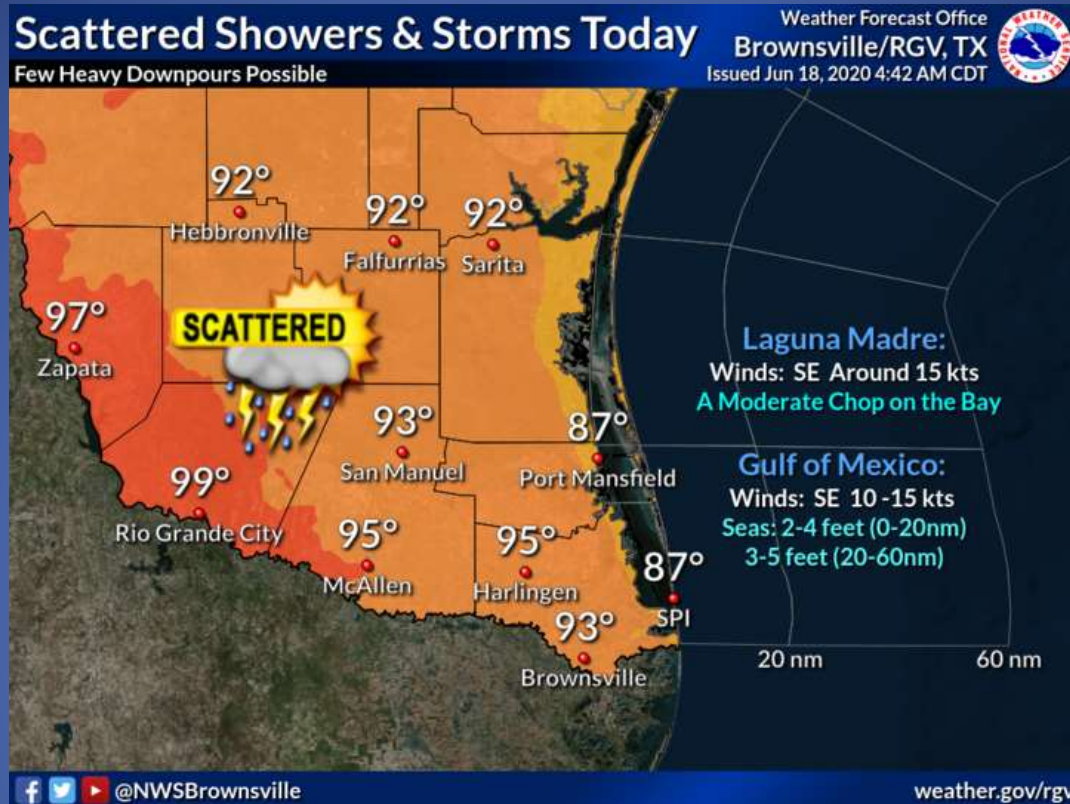 Scattered Showers & Storms Today
Few Heavy Downpours Possible
Weather Forecast Office
Brownsville/RGV, TX
Issued Jun 18, 2020 4:42 AM CDT
92°
Hebbronville
92°
Falfurrias
92°
Sarita
97°
Zapata
SCATTERED
93°
San Manuel
87°
Port Mansfield
99°
Rio Grande City
95°
McAllen
95°
Harlingen
87°
SPI
93°
Brownsville
Laguna Madre:
Winds: SE Around 15 kts
A Moderate Chop on the Bay
Gulf of Mexico:
Winds: SE 10 -15 kts
Seas: 2-4 feet (0-20nm)
3-5 feet (20-60nm)
20 nm
60 nm
@NWSBrownsville
weather.gov/rgv